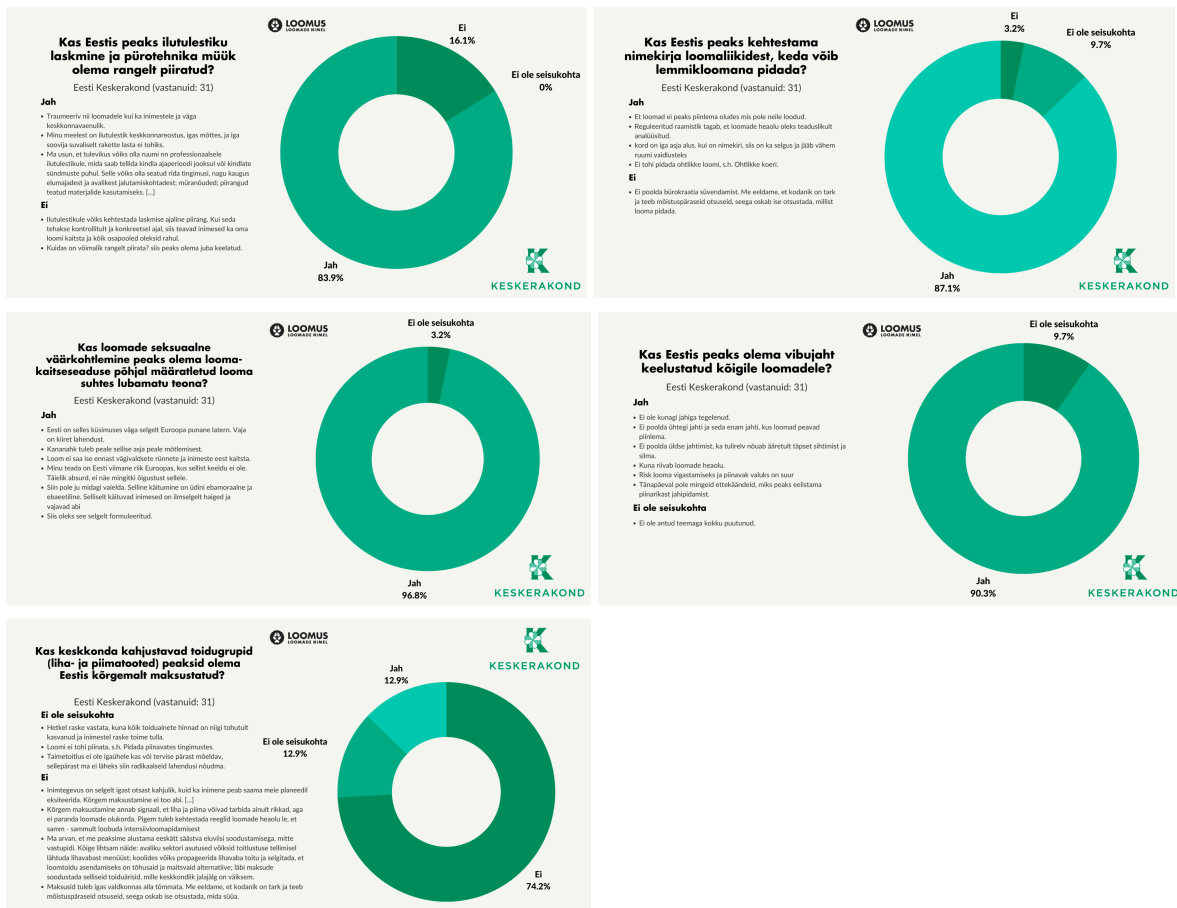 Kas Eestis peaks ilutulestiku
laskmine ja pürotehnika müük
olema rangelt piiratud?
Eesti Keskerakond (vastanuid: 31)
Jah
• Traumeeriv nii loomadele kui ka inimestele ja väga
keskkonnavaenulik.
• Minu meelest on ilutulestik keskkonnareostus, igas mõttes, ja iga
soovija suvaliselt rakette lasta ei tohiks.
• Ma usun, et tulevikus võiks olla ruumi nn professionaalsele
ilutulestikule, mida saab tellida kindla ajaperioodi jooksul või kindlate
sündmuste puhul. Selle võiks olla seatud rida tingimusi, nagu kaugus
elumajadest ja avalikest jalutamiskohtadest; müranõuded; piirangud
teatud materjalide kasutamiseks. [...]
Ei
• Ilutulestikule võiks kehtestada laskmise ajaline piirang. Kui seda
tehakse kontrollitult ja konkreetsel ajal, siis teavad inimesed ka oma
loomi kaitsta ja kõik osapooled oleksid rahul.
• Kuidas on võimalik rangelt piirata? siis peaks olema juba keelatud.
LOOMUS
LOOMADE NIMEL
Ei
16.1%
Ei ole seisukohta
0%
Jah
83.9%
KESKERAKOND
Kas Eestis peaks kehtestama
nimekirja loomaliikidest, keda võib
lemmikloomana pidada?
Eesti Keskerakond (vastanuid: 31)
Jah
• Et loomad ei peaks piinlema oludes mis pole neile loodud.
• Reguleeritud raamistik tagab, et loomade heaolu oleks teaduslikult
analüüsitud.
• kord on iga asja alus. kui on nimekiri, siis on ka selgus ja jääb vähem
ruumi vaidlusteks
• Ei tohi pidada ohtlikke loomi, s.h. Ohtlikke koeri.
Ei
• Ei poolda bürokraatia süvendamist. Me eeldame, et kodanik on tark
ja teeb mõistuspäraseid otsuseid, seega oskab ise otsustada, millist
looma pidada.
LOOMUS
LOOMADE NIMEL
Ei
3.2%
Ei ole seisukohta
9.7%
Jah
87.1%
KESKERAKOND
Kas loomade seksuaalne
väärkohtlemine peaks olema looma-
kaitseseaduse põhjal määratletud looma
suhtes lubamatu teona?
Eesti Keskerakond (vastanuid: 31)
Jah
• Eesti on selles küsimuses väga selgelt Euroopa punane latern. Vaja
on kiiret lahendust.
• Kananahk tuleb peale sellise asja peale mõtlemisest.
• Loom ei saa ise ennast vägivaldsete rünnete ja inimeste eest kaitsta.
• Minu teada on Eesti viimane riik Euroopas, kus sellist keeldu ei ole.
Täielik absurd, ei näe mingitki õigustust sellele.
• Siin pole ju midagi vaielda. Selline käitumine on üdini ebamoraalne ja
ebaeetiline. Selliselt käituvad inimesed on ilmselgelt haiged ja
vajavad abi
• Siis oleks see selgelt formuleeritud.
LOOMUS
LOOMADE NIMEL
Ei ole seisukohta
3.2%
Jah
96.8%
KESKERAKOND
Kas Eestis peaks olema vibujaht
keelustatud kõigile loomadele?
Eesti Keskerakond (vastanuid: 31)
Jah
• Ei ole kunagi jahiga tegelenud.
• Ei poolda ühtegi jahti ja seda enam jahti, kus loomad peavad
piinlema.
• Ei poolda üldse jahtimist, ka tulirelv nõuab ääretult täpset sihtimist ja
silma.
• Kuna riivab loomade heaolu.
• Risk looma vigastamiseks ja piinavak valuks on suur
• Tänapäeval pole mingeid ettekäändeid, miks peaks eelistama
piinarikast jahipidamist.
Ei ole seisukohta
• Ei ole antud teemaga kokku puutunud.
LOOMUS
LOOMADE NIMEL
Ei ole seisukohta
9.7%
Jah
90.3%
KESKERAKOND
Kas keskkonda kahjustavad toidugrupid
(liha- ja piimatooted) peaksid olema
Eestis kõrgemalt maksustatud?
Eesti Keskerakond (vastanuid: 31)
Ei ole seisukohta
• Hetkel raske vastata, kuna kõik toiduainete hinnad on niigi tohutult
kasvanud ja inimestel raske toime tulla.
• Loomi ei tohi piinata, s.h. Pidada piinavates tingimustes.
• Taimetoitlus ei ole igaühele kas või tervise pärast mõeldav,
sellepärast ma ei läheks siin radikaalseid lahendusi nõudma.
Ei
• Inimtegevus on selgelt igast otsast kahjulik, kuid ka inimene peab saama meie planeedil
eksiteerida. Kõrgem maksustamine ei too abi. [...]
• Kõrgem maksustamine annab signaali, et liha ja piima võivad tarbida ainult rikkad, aga
ei paranda loomade olukorda. Pigem tuleb kehtestada reeglid loomade heaolu le, et
samm - sammult loobuda intensiivloomapidamisest
• Ma arvan, et me peaksime alustama eeskätt säästva eluviisi soodustamisega, mitte
vastupidi. Kõige lihtsam näide: avaliku sektori asutused võiksid toitlustuse tellimisel
lähtuda lihavabast menüüst; koolides võiks propageerida lihavaba toitu ja selgitada, et
loomtoidu asendamiseks on tõhusaid ja maitsvaid alternatiive; läbi maksude
soodustada selliseid toiduärisid, mille keskkondlik jalajälg on väiksem.
• Maksusid tuleb igas valdkonnas alla tõmmata. Me eeldame, et kodanik on tark ja teeb
mõistuspäraseid otsuseid, seega oskab ise otsustada, mida süüa.
LOOMUS
LOOMADE NIMEL
KESKERAKOND
Jah
12.9%
Ei ole seisukohta
12.9%
Ei
74.2%